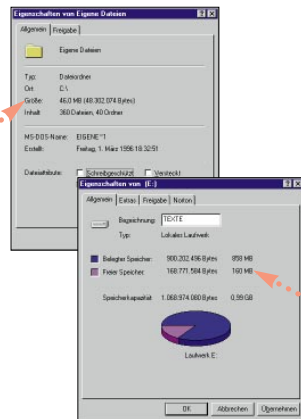 Eigenschaften von Eigene Dateien
Allgemein Freigabe
Eigene Dateien
Typ: Dateiordner
Ort: C:\
Größe: 46,0 MB (48.302.074 Bytes)
Inhalt: 360 Dateien, 40 Ordner
MS-DOS-Name: EIGENE~1
Erstellt: Freitag, 1. März 1996 18:32:51
Dateiattribute: Schreibgeschützt Versteckt
Eigenschaften von (E:)
Allgemein Extras Freigabe Norton
Bezeichnung: TEXTE
Typ: Lokales Laufwerk
Belegter Speicher: 900.202.496 Bytes 858 MB
Freier Speicher: 168.771.584 Bytes 160 MB
Speicherkapazität: 1.068.974.080 Bytes 0,99 GB
Laufwerk E:
OK Abbrechen Übernehmen